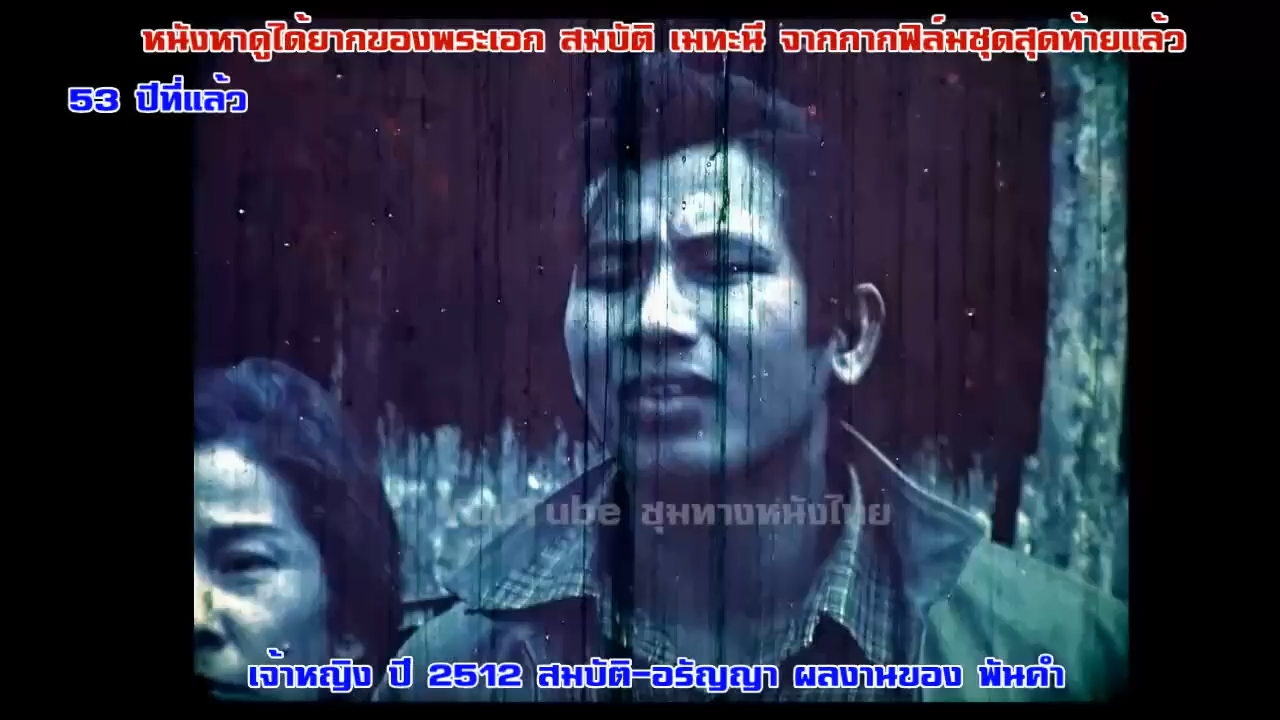 หนังหาดูได้ยากของพระเอก สมบัติ เมทะนี จากกากฟิล์มชุดสุดท้ายแล้ว
53 ปีที่แล้ว
YouTube ชุมทางหนังไทย
เจ้าหญิง ปี 2512 สมบัติ-อรัญญา ผลงานของ พันคำ